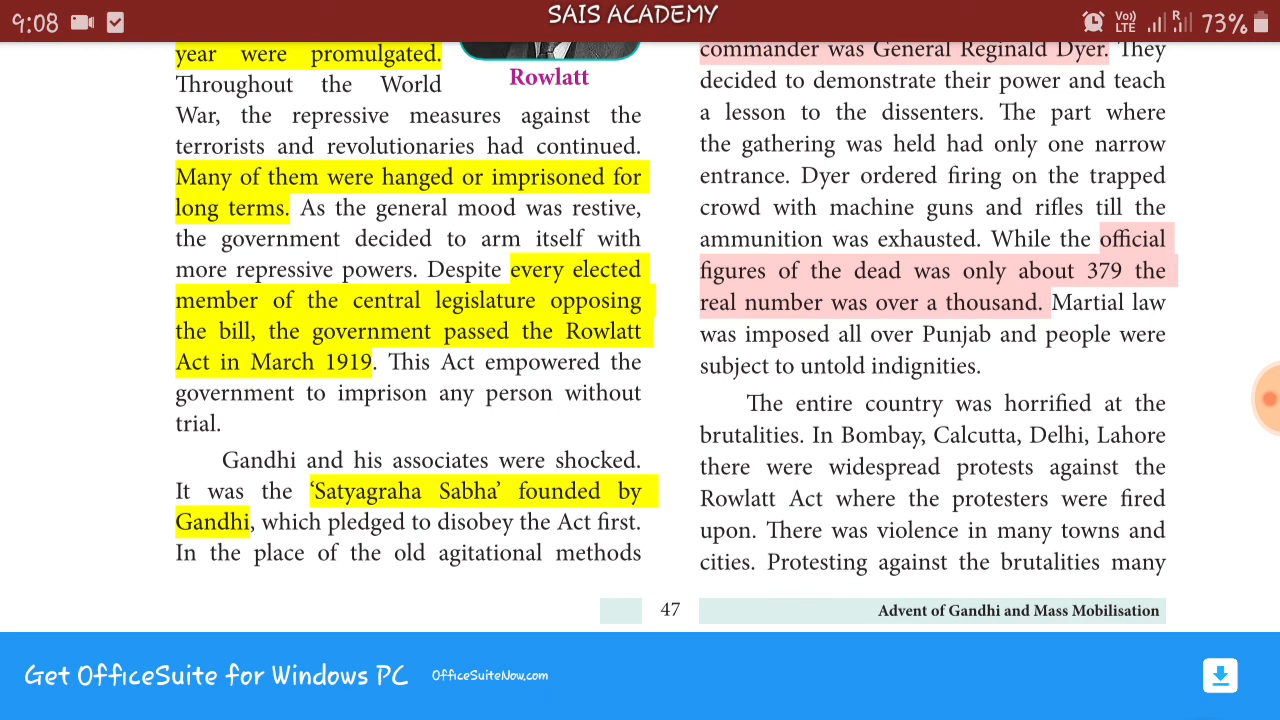 9:08
SAIS ACADEMY
Vo))
LTE
R
73%
year were promulgated.
Throughout the World
Rowlatt
War, the repressive measures against the
terrorists and revolutionaries had continued.
Many of them were hanged or imprisoned for
long terms. As the general mood was restive,
the government decided to arm itself with
more repressive powers. Despite every elected
member of the central legislature opposing
the bill, the government passed the Rowlatt
Act in March 1919. This Act empowered the
government to imprison any person without
trial.
Gandhi and his associates were shocked.
It was the ‘Satyagraha Sabha’ founded by
Gandhi, which pledged to disobey the Act first.
In the place of the old agitational methods
commander was General Reginald Dyer. They
decided to demonstrate their power and teach
a lesson to the dissenters. The part where
the gathering was held had only one narrow
entrance. Dyer ordered firing on the trapped
crowd with machine guns and rifles till the
ammunition was exhausted. While the official
figures of the dead was only about 379 the
real number was over a thousand. Martial law
was imposed all over Punjab and people were
subject to untold indignities.
The entire country was horrified at the
brutalities. In Bombay, Calcutta, Delhi, Lahore
there were widespread protests against the
Rowlatt Act where the protesters were fired
upon. There was violence in many towns and
cities. Protesting against the brutalities many
47
Advent of Gandhi and Mass Mobilisation
Get OfficeSuite for Windows PC
OfficeSuiteNow.com